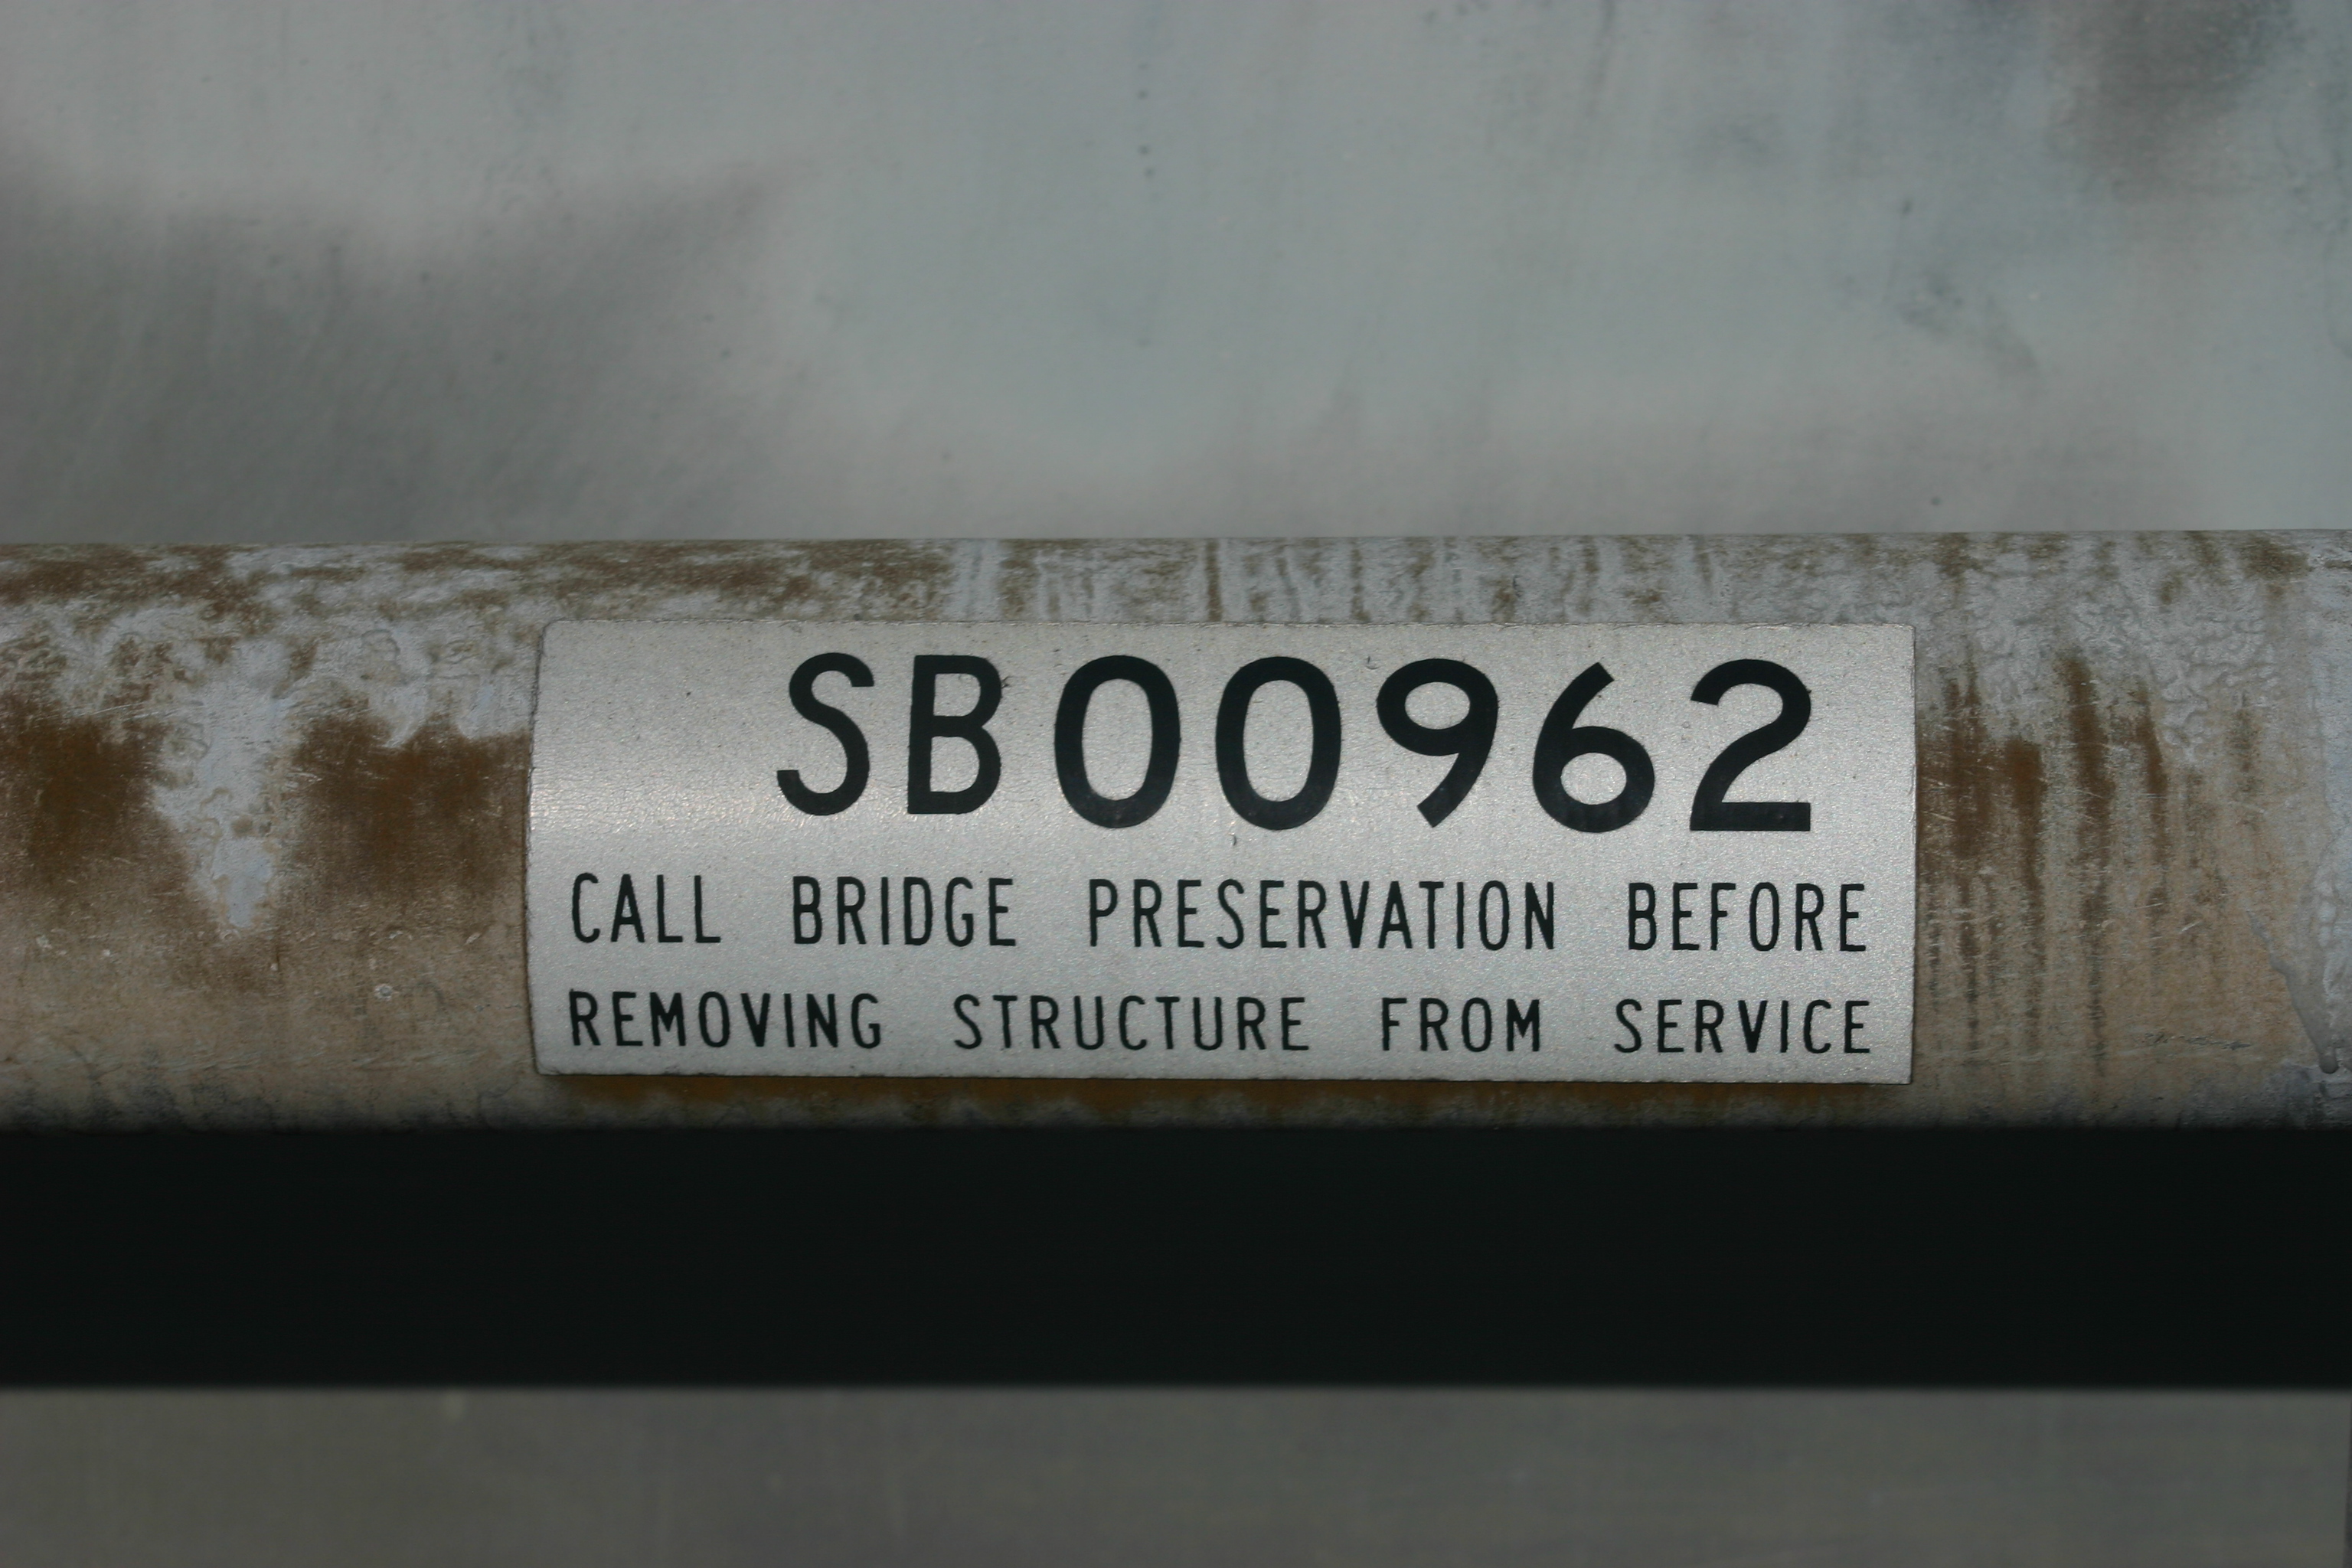 SB00962
CALL BRIDGE PRESERVATION BEFORE
REMOVING STRUCTURE FROM SERVICE